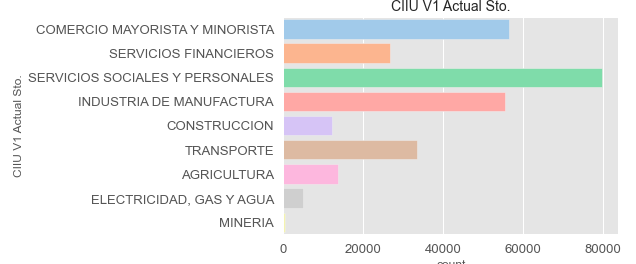 CIIU V1 Actual Sto.
COMERCIO MAYORISTA Y MINORISTA
SERVICIOS FINANCIEROS
SERVICIOS SOCIALES Y PERSONALES
INDUSTRIA DE MANUFACTURA
CONSTRUCCION
TRANSPORTE
AGRICULTURA
ELECTRICIDAD, GAS Y AGUA
MINERIA
CIIU V1 Actual Sto.
0 20000 40000 60000 80000
count